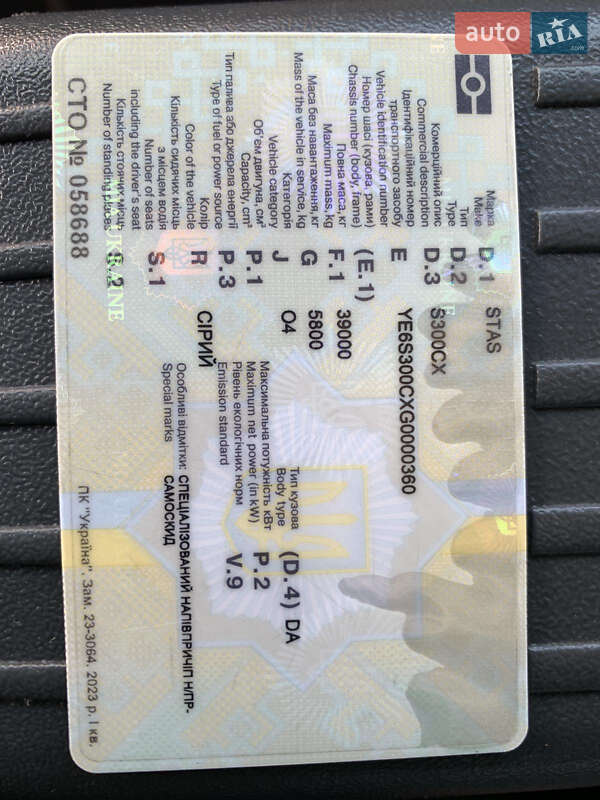 auto RIA.com
Марка
Make D.1 STAS
Тип
Type D.2
Комерційний опис
Commercial description D.3 S300CX
Ідентифікаційний номер
транспортного засобу
Vehicle identification number E YE6S300CXG0000360
Номер шасі (кузова, рами)
Chassis number (body, frame) (E.1)
Повна маса, кг
Maximum mass, kg F.1 39000
Маса без навантаження, кг
Mass of the vehicle in service, kg G 5800
Категорія
Vehicle category J O4
Тип кузова
Body type (D.4) DA
Об'єм двигуна, см³
Capacity, cm³ P.1
Максимальна потужність кВт
Maximum net power (in kW) P.2
Тип палива або джерела енергії
Type of fuel or power source P.3
Рівень екологічних норм
Emission standard V.9
Колір
Color of the vehicle R СІРИЙ
Кількість сидячих місць
з місцем водія
Number of seats
including the driver's seat S.1
Особливі відмітки: СПЕЦІАЛІЗОВАНИЙ НАПІВПРИЧІП Н/ПР-
Special marks САМОСКИД
Кількість стоячих місць
Number of standing S.2
UKRAINE
СТО № 058688
ПК "Україна". Зам. 23-3064. 2023 р. І кв.